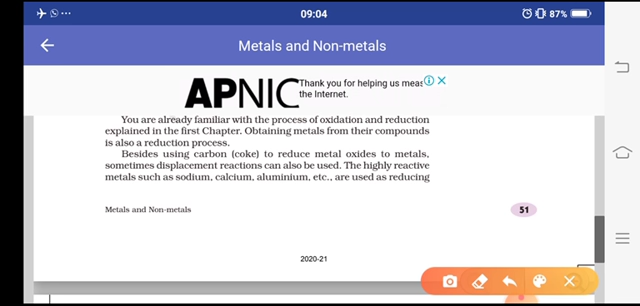 09:04
87%
Metals and Non-metals
APNIC
Thank you for helping us meas
the Internet.
You are already familiar with the process of oxidation and reduction
explained in the first Chapter. Obtaining metals from their compounds
is also a reduction process.
Besides using carbon (coke) to reduce metal oxides to metals,
sometimes displacement reactions can also be used. The highly reactive
metals such as sodium, calcium, aluminium, etc., are used as reducing
Metals and Non-metals
51
2020-21